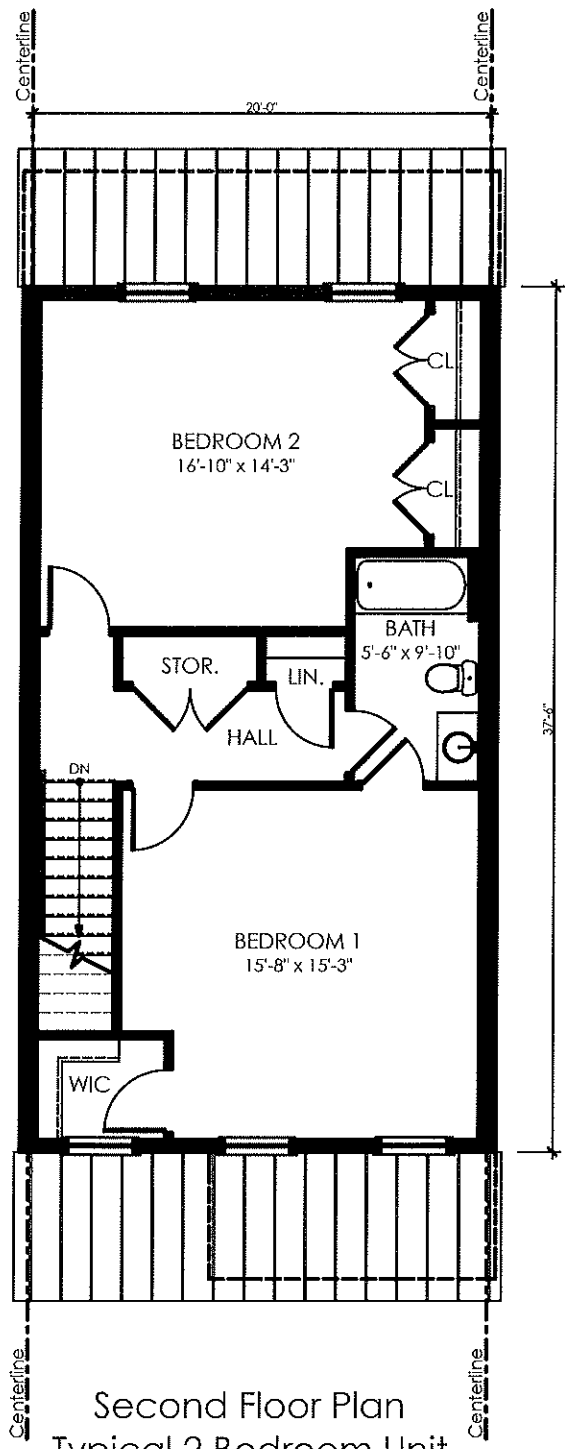 Centerline
Centerline
20'-0"
CL
BEDROOM 2
16'-10" x 14'-3"
CL
BATH
5'-6" x 9'-10"
STOR.
LIN.
HALL
37'-6"
DN
BEDROOM 1
15'-8" x 15'-3"
WIC
Centerline
Centerline
Second Floor Plan
Typical 2 Bedroom Unit